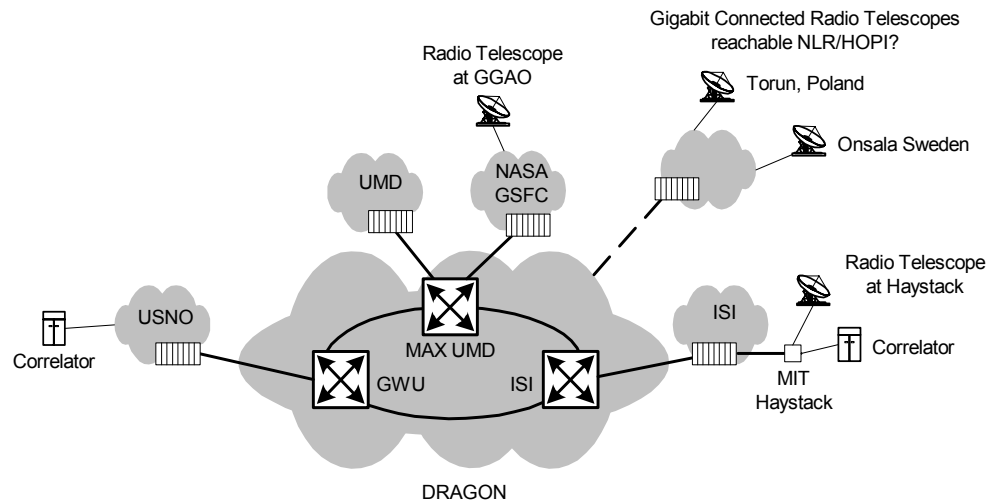 Gigabit Connected Radio Telescopes
reachable NLR/HOPI?
Radio Telescope
at GGAO
Torun, Poland
Onsala Sweden
UMD
NASA
GSFC
Radio Telescope
at Haystack
USNO
ISI
Correlator
MAX UMD
GWU
ISI
Correlator
MIT
Haystack
DRAGON